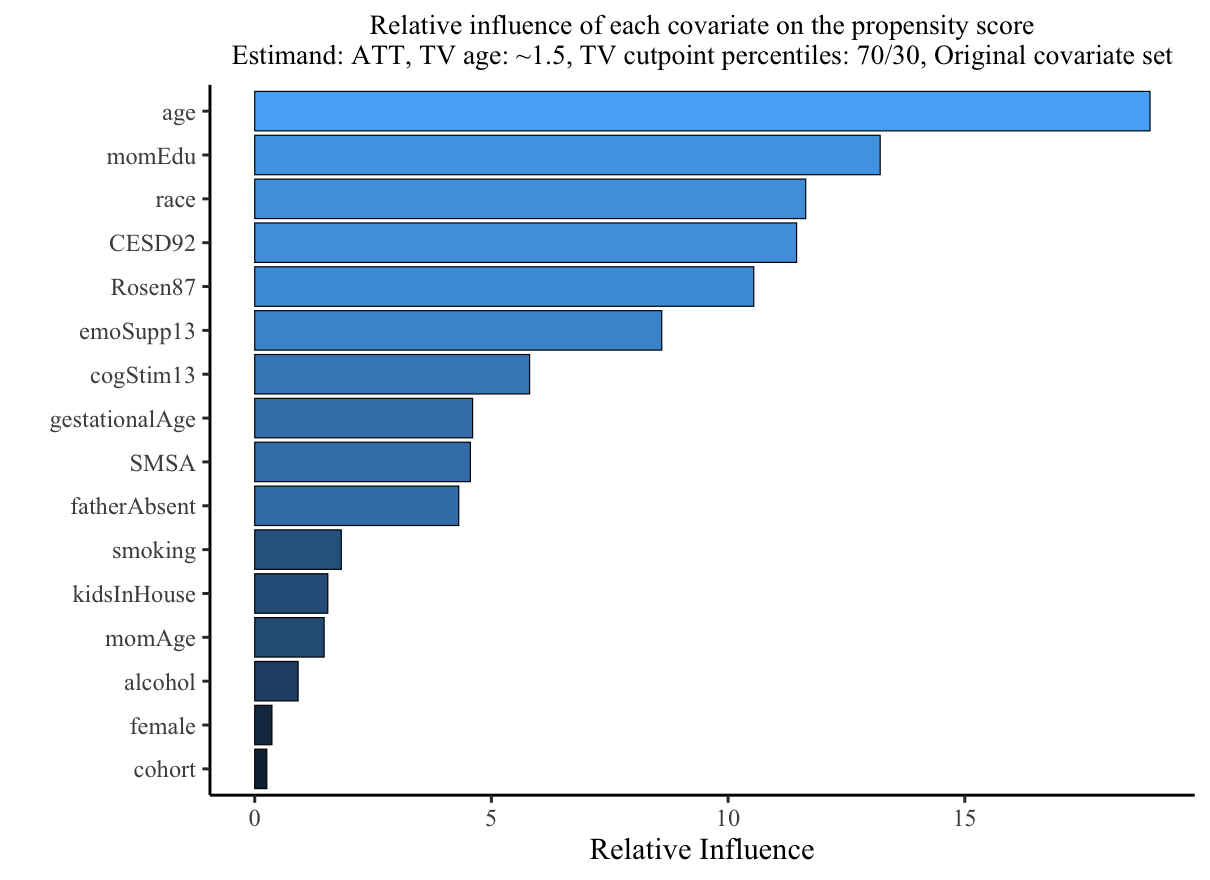 Relative influence of each covariate on the propensity score
Estimand: ATT, TV age: ~1.5, TV cutpoint percentiles: 70/30, Original covariate set
age
momEdu
race
CESD92
Rosen87
emoSupp13
cogStim13
gestationalAge
SMSA
fatherAbsent
smoking
kidsInHouse
momAge
alcohol
female
cohort
0 5 10 15
Relative Influence